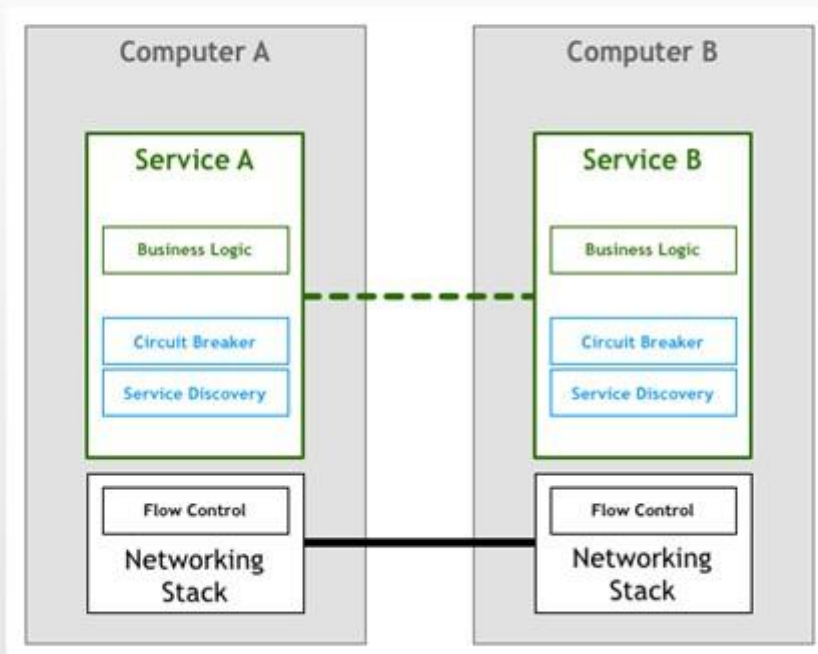 Computer A
Service A
Business Logic
Circuit Breaker
Service Discovery
Flow Control
Networking
Stack
Computer B
Service B
Business Logic
Circuit Breaker
Service Discovery
Flow Control
Networking
Stack